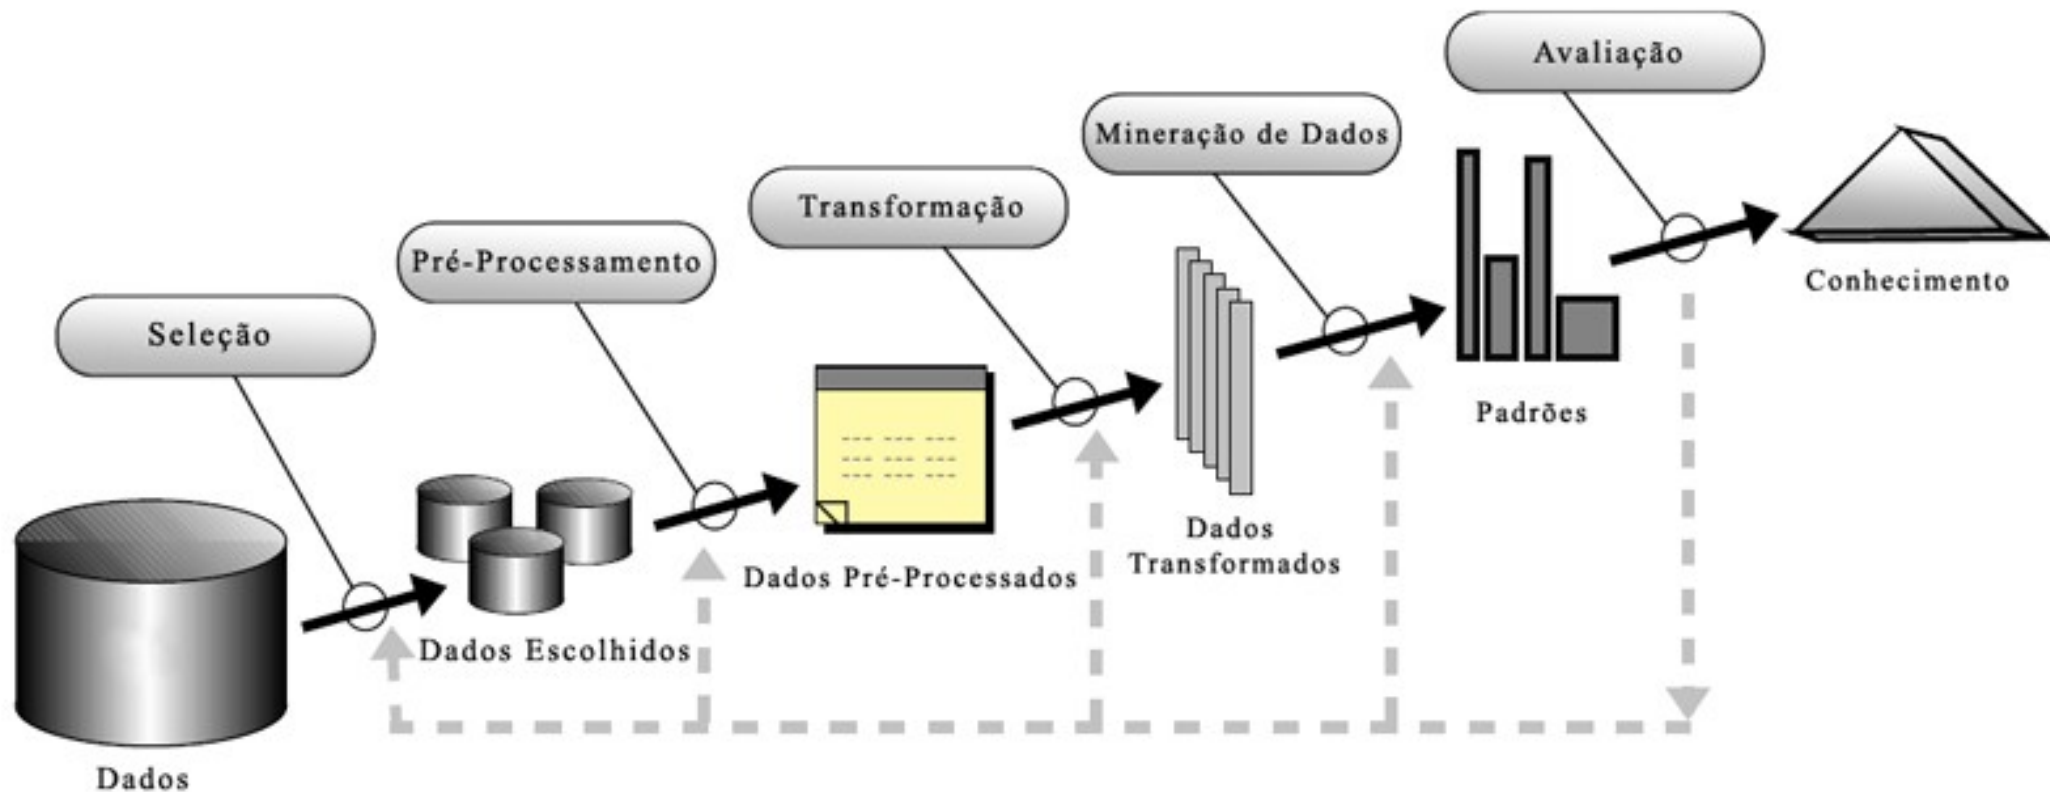 Avaliação
Mineração de Dados
Transformação
Pré-Processamento
Seleção
Conhecimento
Padrões
Dados
Transformados
Dados Pré-Processados
Dados Escolhidos
Dados